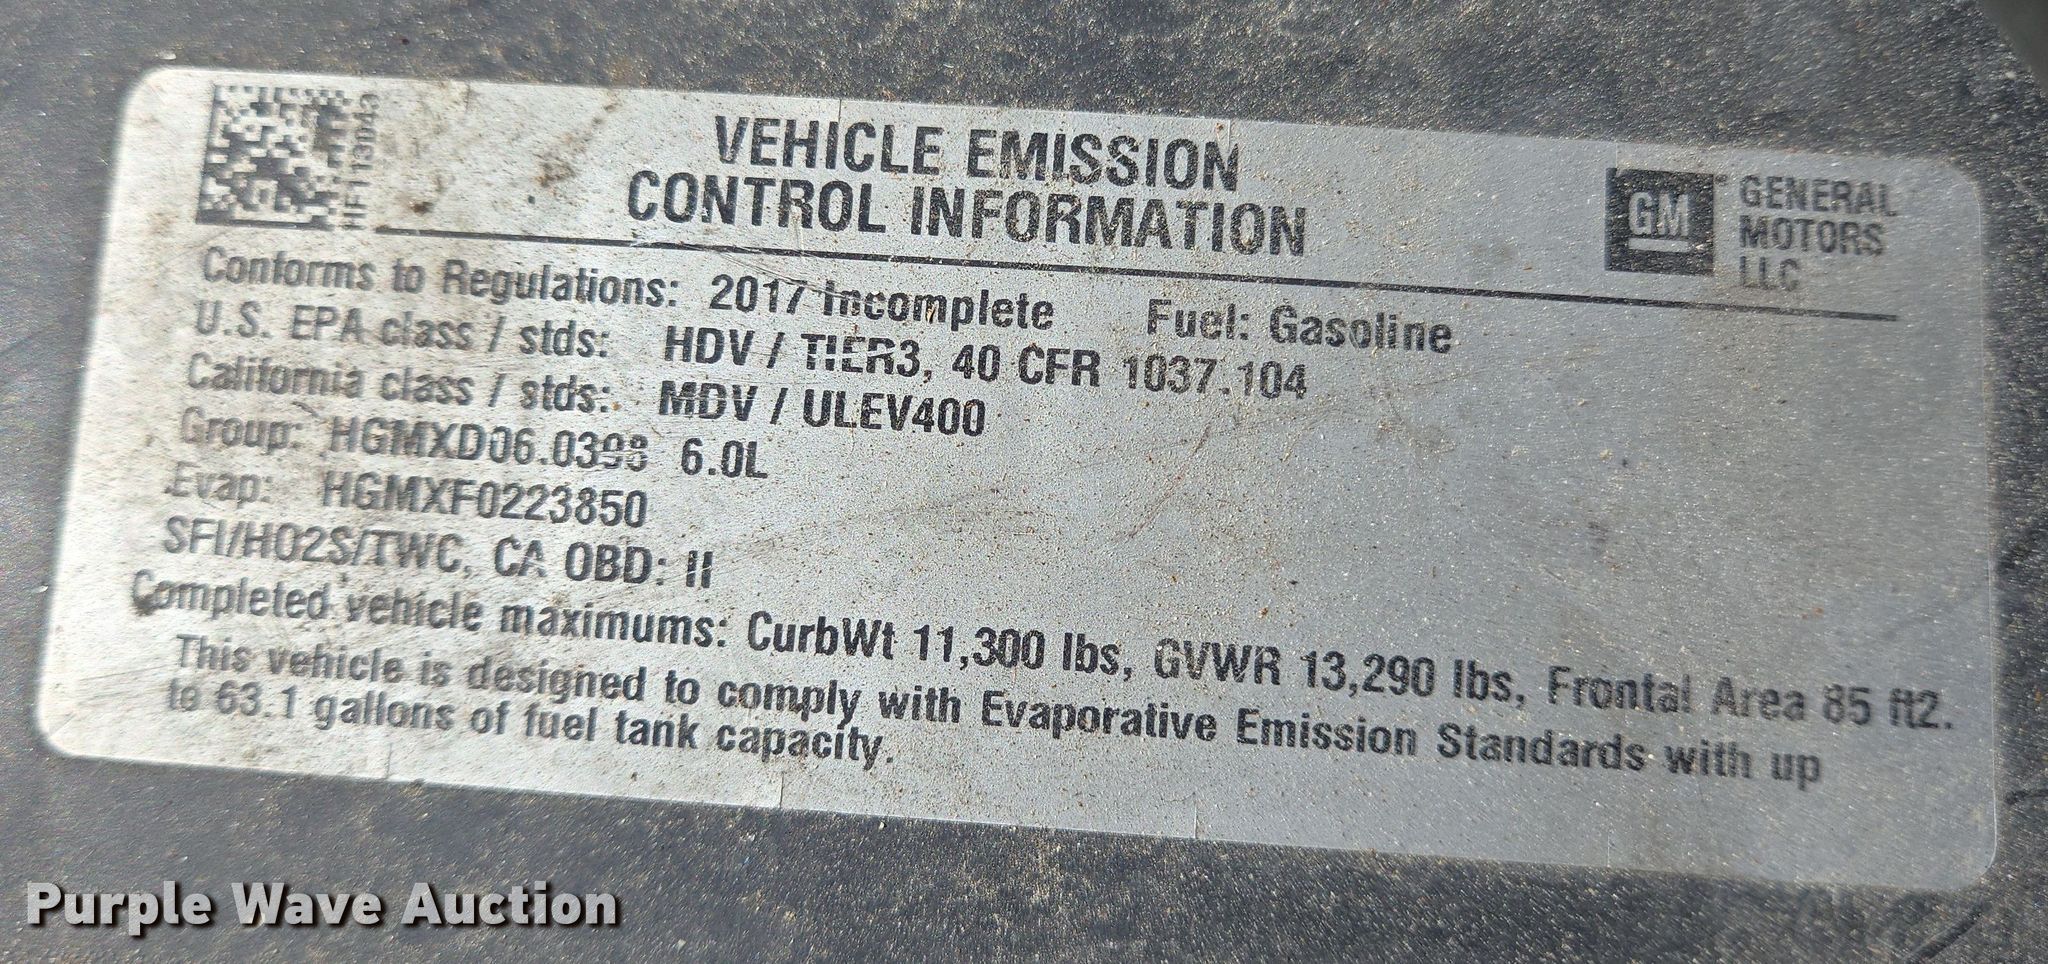 VEHICLE EMISSION
CONTROL INFORMATION
GM
GENERAL
MOTORS
LLC
Conforms to Regulations: 2017 Incomplete Fuel: Gasoline
U.S. EPA class / stds: HDV / TIER3, 40 CFR 1037.104
California class / stds: MDV / ULEV400
Group: HGMXD06.0398 6.0L
Evap: HGMXF0223850
SFI/HO2S/TWC, CA OBD: II
Completed vehicle maximums: CurbWt 11,300 lbs, GVWR 13,290 lbs, Frontal Area 85 ft2.
This vehicle is designed to comply with Evaporative Emission Standards with up
to 63.1 gallons of fuel tank capacity.
Purple Wave Auction